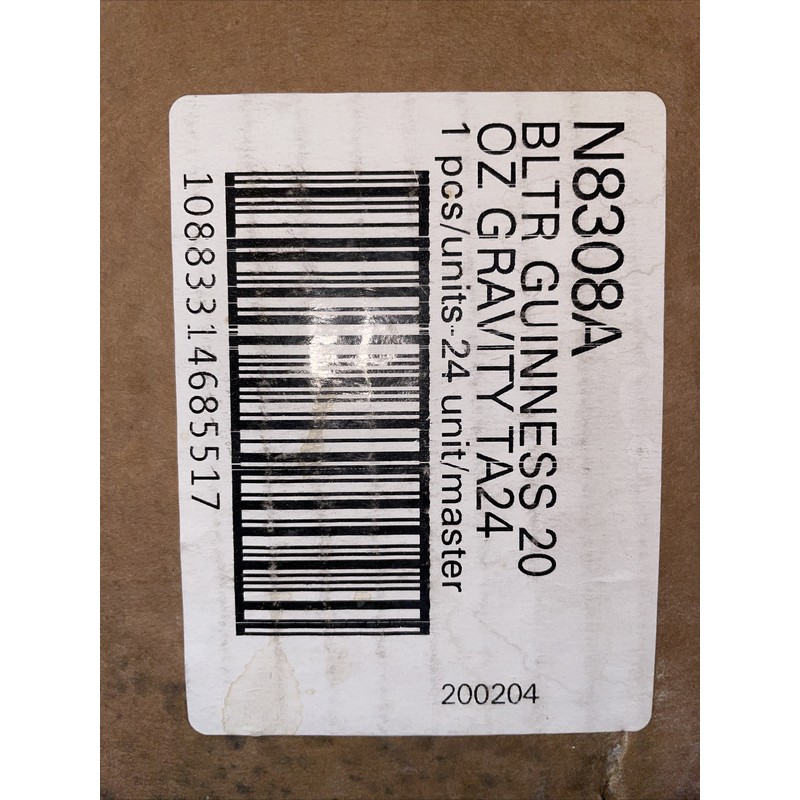 N8308A
BLTR GUINNESS 20
OZ GRAVITY TA24
1 pcs/units-24 unit/master
10883314685517
200204